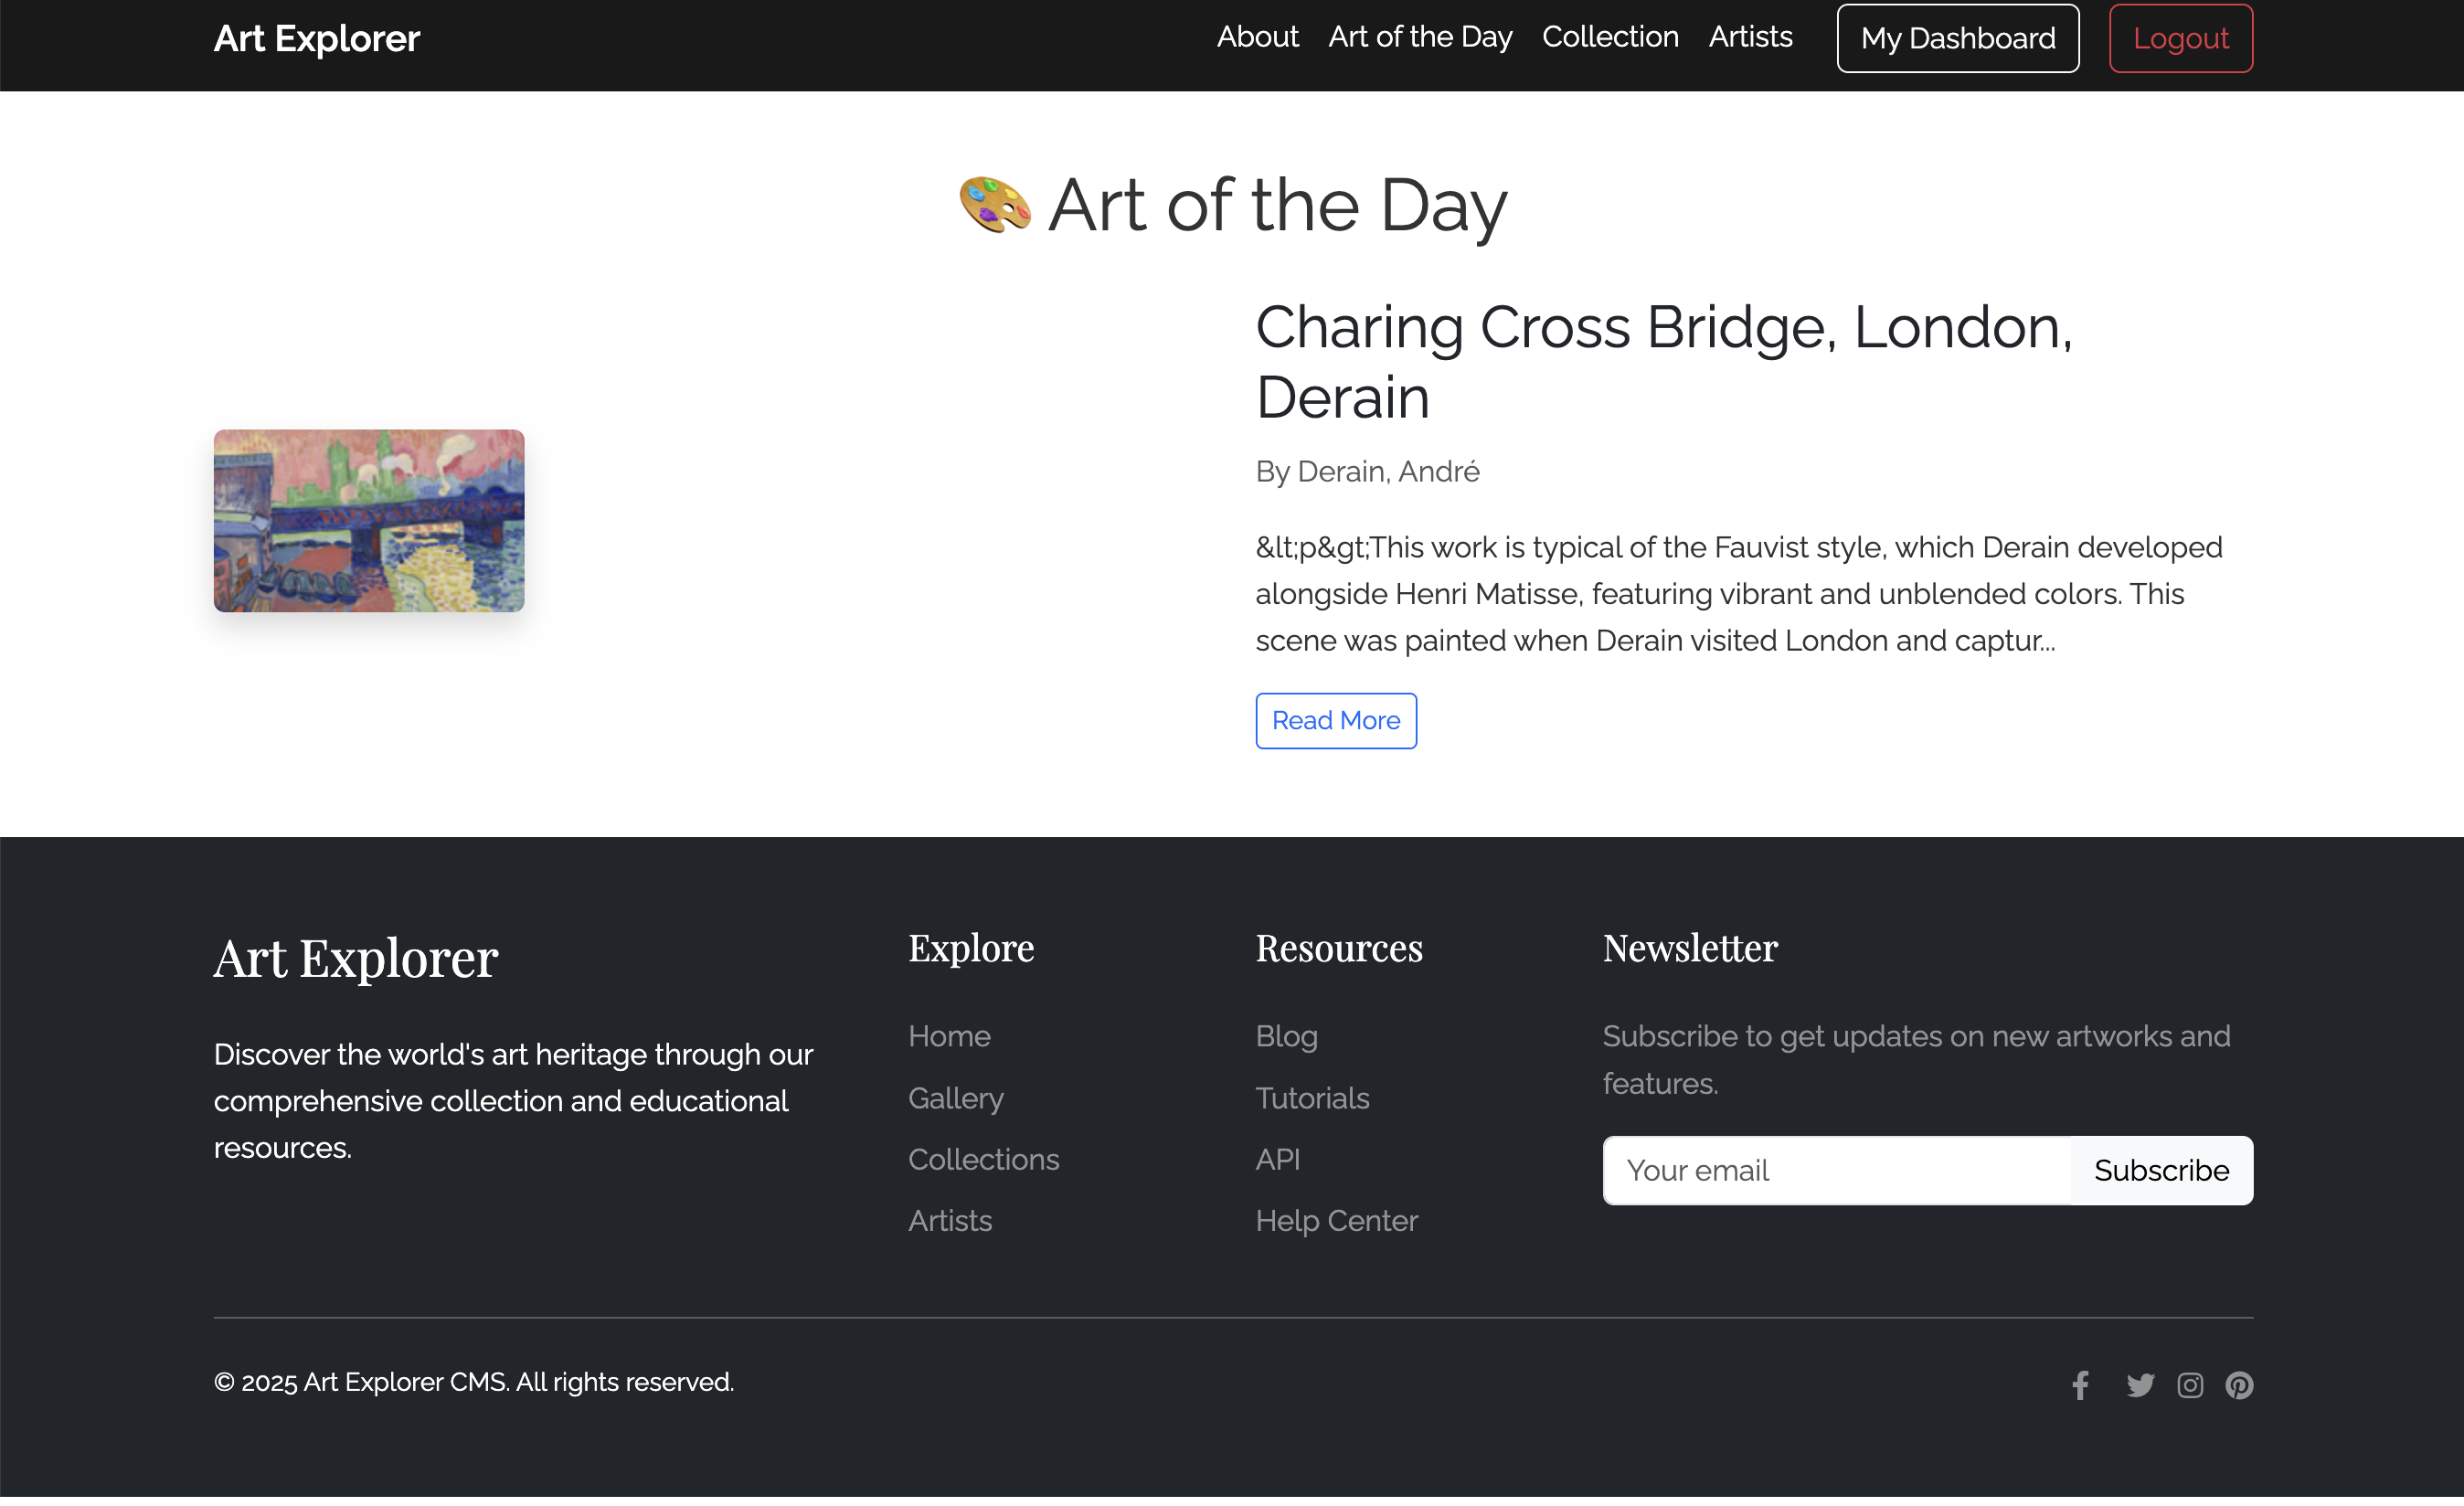 Art Explorer
About Art of the Day Collection Artists My Dashboard Logout
Art of the Day
Charing Cross Bridge, London,
Derain
By Derain, André
&lt;p&gt;This work is typical of the Fauvist style, which Derain developed
alongside Henri Matisse, featuring vibrant and unblended colors. This
scene was painted when Derain visited London and captur...
Read More
Art Explorer
Discover the world's art heritage through our
comprehensive collection and educational
resources.
Explore
Home
Gallery
Collections
Artists
Resources
Blog
Tutorials
API
Help Center
Newsletter
Subscribe to get updates on new artworks and
features.
Your email Subscribe
© 2025 Art Explorer CMS. All rights reserved.